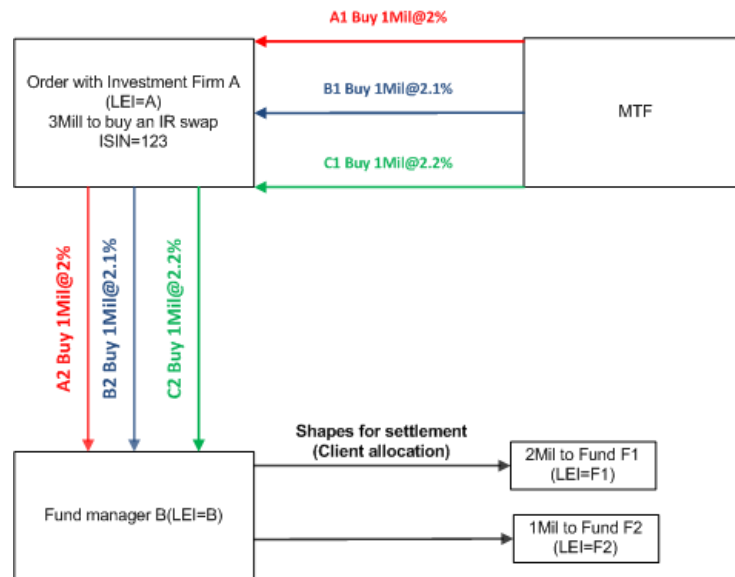 A1 Buy 1Mil@2%
Order with Investment Firm A
(LEI=A)
3Mill to buy an IR swap
ISIN=123
B1 Buy 1Mil@2.1%
MTF
C1 Buy 1Mil@2.2%
A2 Buy 1Mil@2%
B2 Buy 1Mil@2.1%
C2 Buy 1Mil@2.2%
Shapes for settlement
(Client allocation)
2Mil to Fund F1
(LEI=F1)
Fund manager B(LEI=B)
1Mil to Fund F2
(LEI=F2)